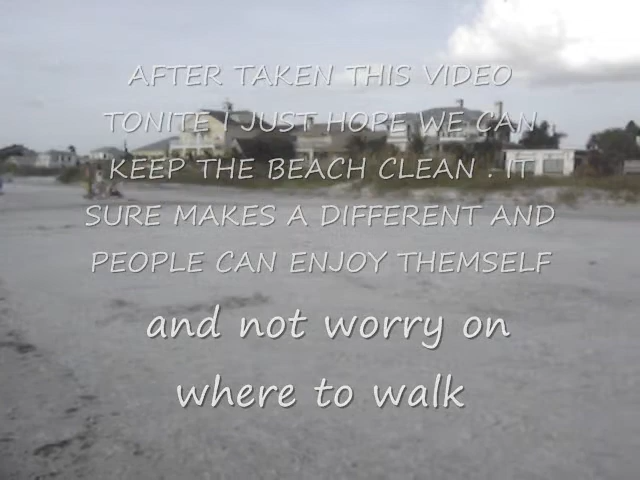 AFTER TAKEN THIS VIDEO
TONITE I JUST HOPE WE CAN
KEEP THE BEACH CLEAN . IT
SURE MAKES A DIFFERENT AND
PEOPLE CAN ENJOY THEMSELF
and not worry on
where to walk